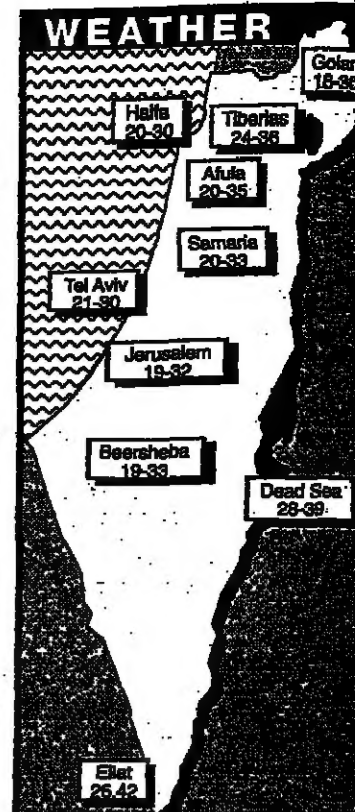 WEATHER
Golan
Haifa
20-30
Tiberias
24-36
Afula
20-35
Samaria
20-33
Tel Aviv
21-30
Jerusalem
19-32
Beersheba
19-33
Dead Sea
28-39
Eilat
26.42